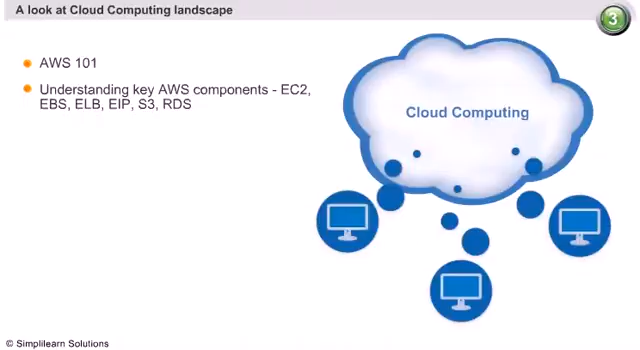 A look at Cloud Computing landscape
3
AWS 101
Understanding key AWS components - EC2,
EBS, ELB, EIP, S3, RDS
Cloud Computing
© Simplilearn Solutions